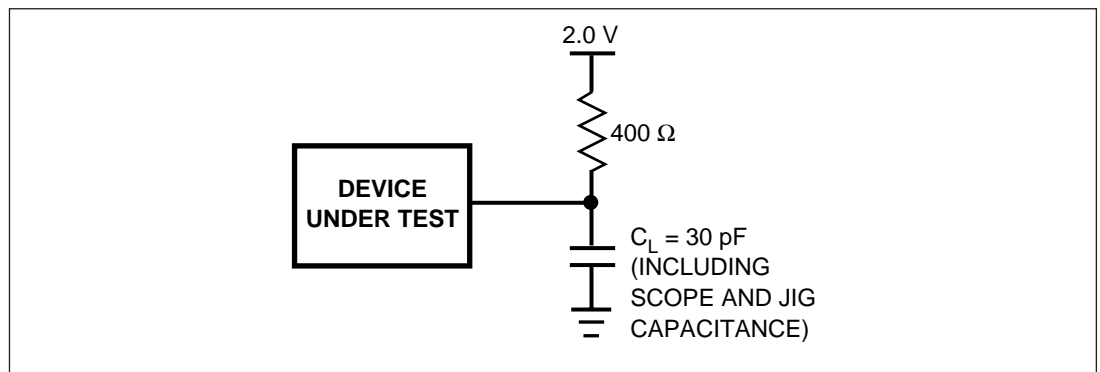 2.0 V
400 Ω
DEVICE
UNDER TEST
C_L = 30 pF
(INCLUDING
SCOPE AND JIG
CAPACITANCE)